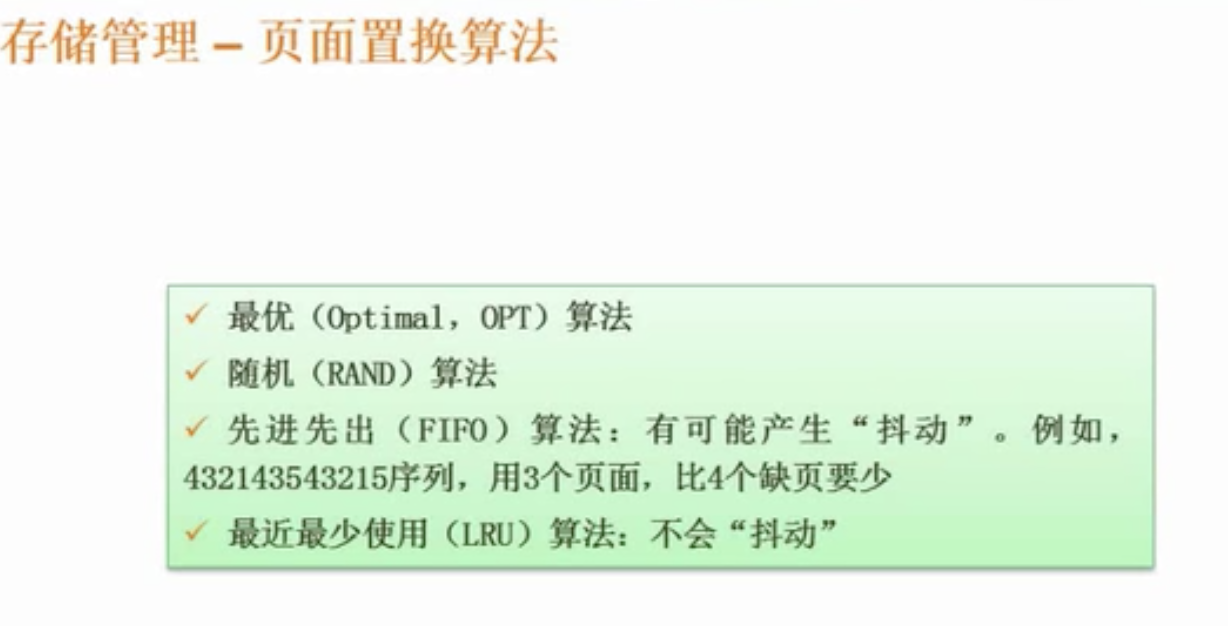 存储管理 – 页面置换算法
✓ 最优（Optimal，OPT）算法
✓ 随机（RAND）算法
✓ 先进先出（FIFO）算法：有可能产生“抖动”。例如，
432143543215序列，用3个页面，比4个缺页要少
✓ 最近最少使用（LRU）算法：不会“抖动”